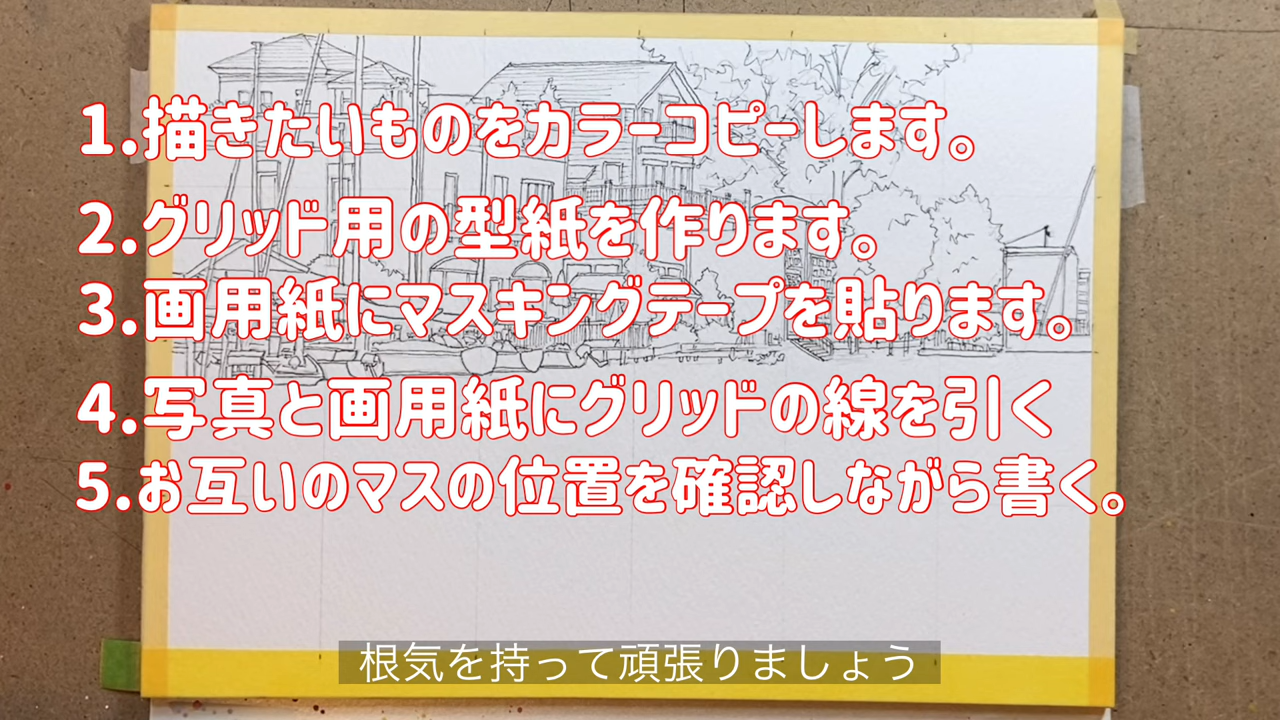 1.描きたいものをカラーコピーします。
2.グリッド用の型紙を作ります。
3.画用紙にマスキングテープを貼ります。
4.写真と画用紙にグリッドの線を引く
5.お互いのマスの位置を確認しながら書く。
根気を持って頑張りましょう